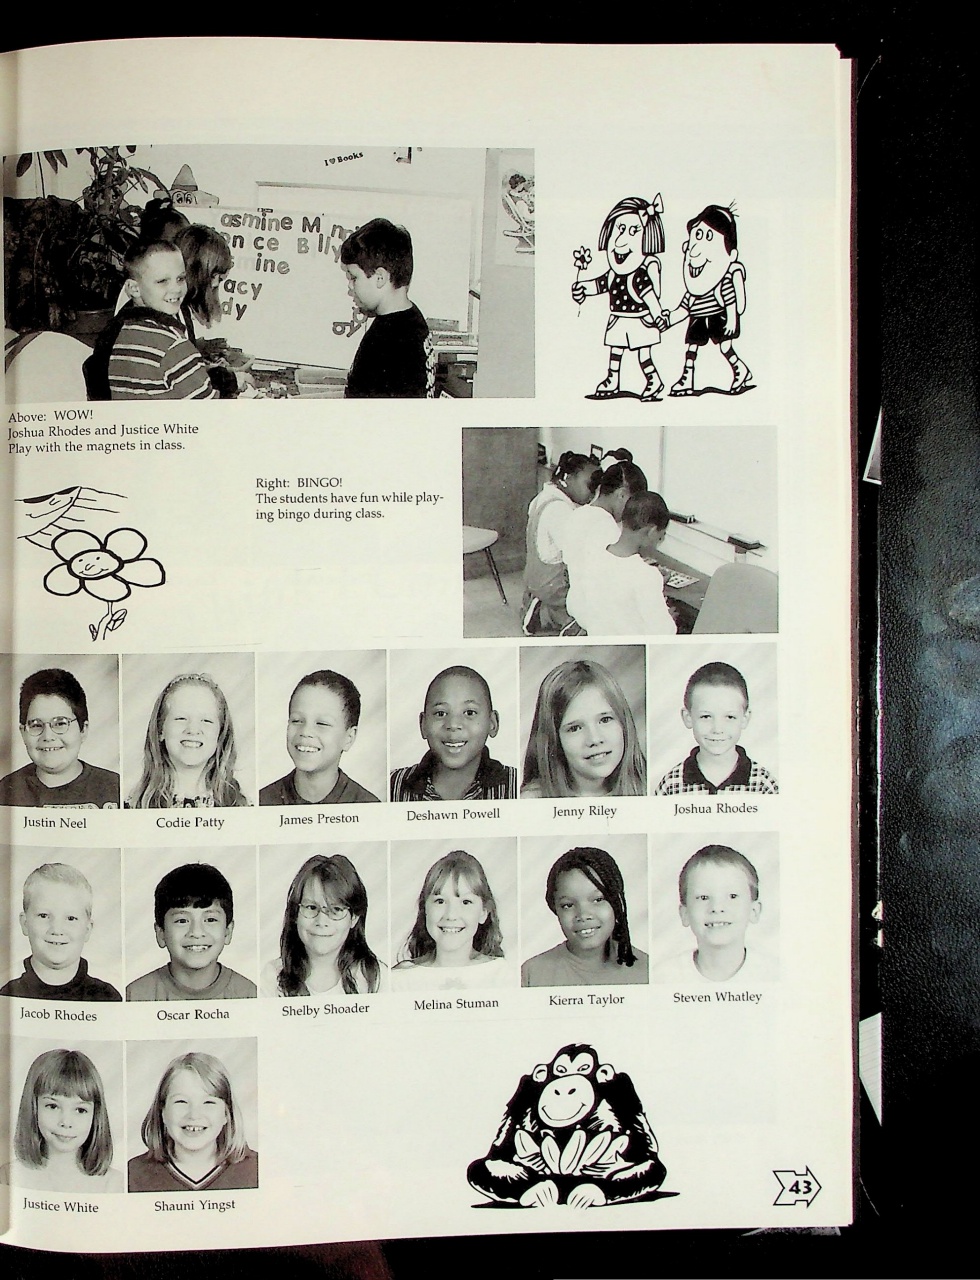 I ♥ Books
asmine M
nce B lly
s ine
acy
dy
Above: WOW!
Joshua Rhodes and Justice White
Play with the magnets in class.
Right: BINGO!
The students have fun while play-
ing bingo during class.
Justin Neel
Codie Patty
James Preston
Deshawn Powell
Jenny Riley
Joshua Rhodes
Jacob Rhodes
Oscar Rocha
Shelby Shoader
Melina Stuman
Kierra Taylor
Steven Whatley
Justice White
Shauni Yingst
43